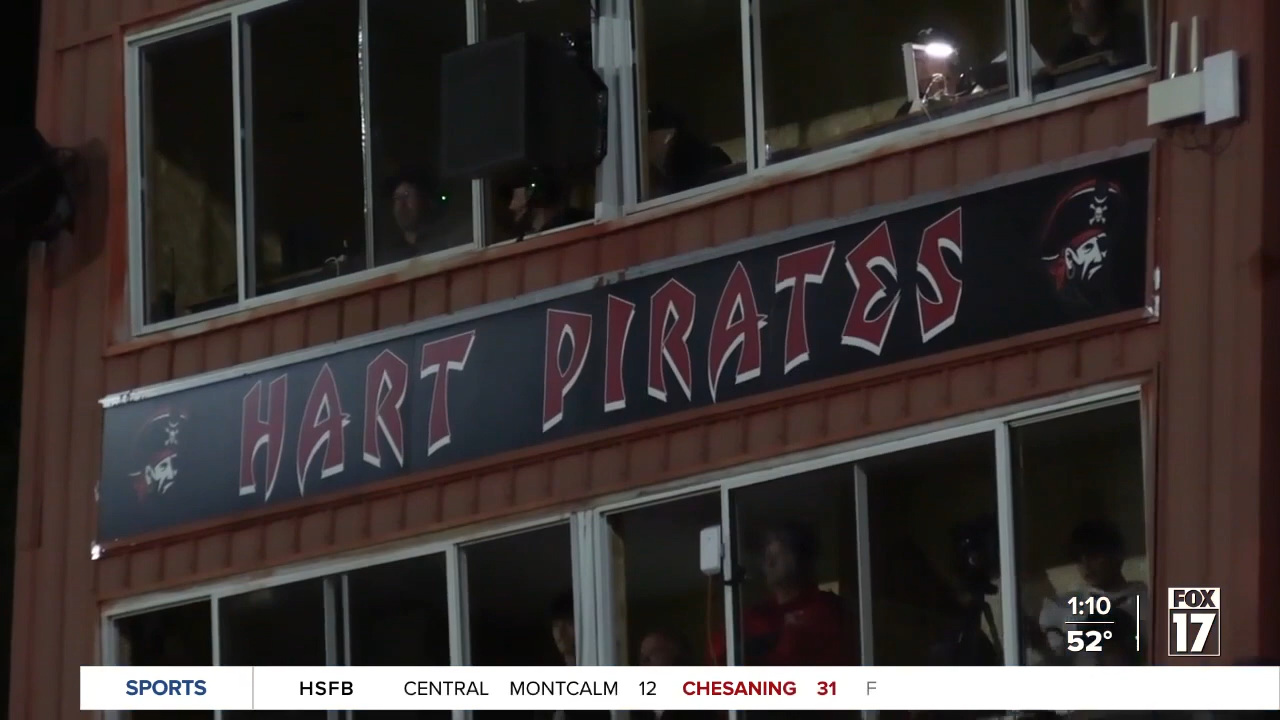 HART PIRATES
1:10
52°
FOX
17
SPORTS HSFB CENTRAL MONTCALM 12 CHESANING 31 F